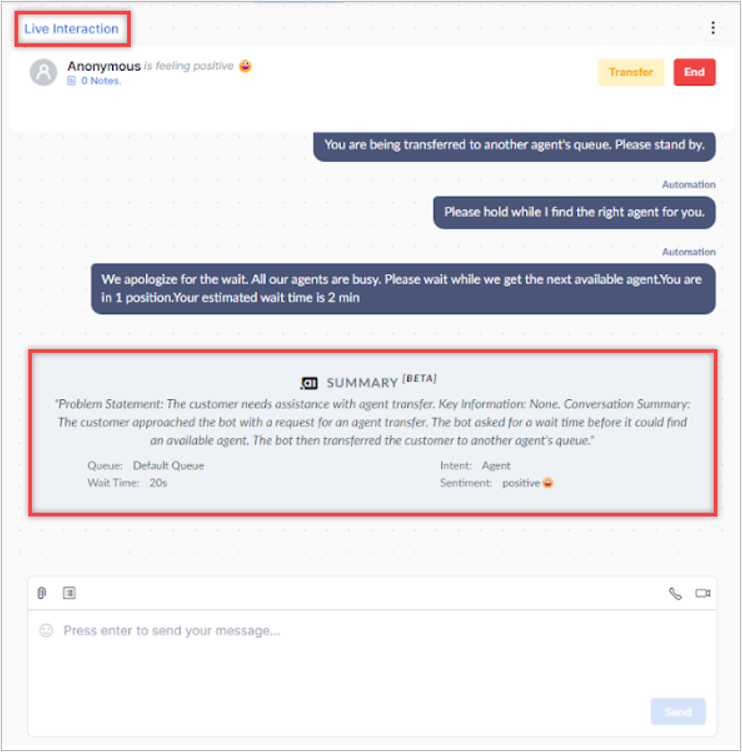 Live Interaction
Anonymous is feeling positive 😀
0 Notes.
Transfer
End
You are being transferred to another agent's queue. Please stand by.
Automation
Please hold while I find the right agent for you.
Automation
We apologize for the wait. All our agents are busy. Please wait while we get the next available agent.You are
in 1 position.Your estimated wait time is 2 min
.ai SUMMARY [BETA]
"Problem Statement: The customer needs assistance with agent transfer. Key Information: None. Conversation Summary:
The customer approached the bot with a request for an agent transfer. The bot asked for a wait time before it could find
an available agent. The bot then transferred the customer to another agent's queue."
Queue: Default Queue
Intent: Agent
Wait Time: 20s
Sentiment: positive 😀
Press enter to send your message...
Send